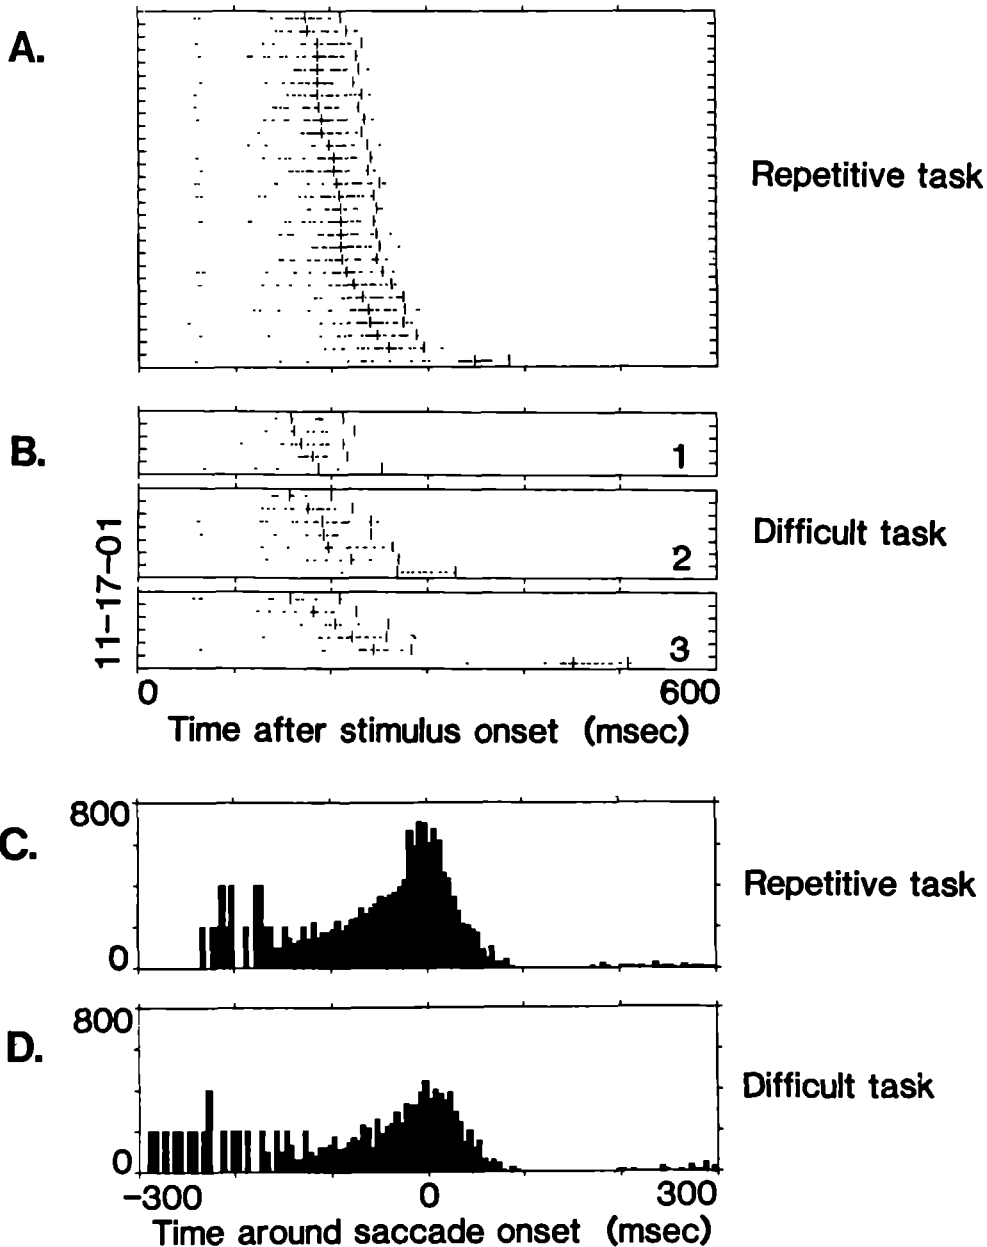 A.
Repetitive task
B.
1
11-17-01
2
Difficult task
3
0 600
Time after stimulus onset (msec)
C.
800
Repetitive task
0
D.
800
Difficult task
0
-300 0 300
Time around saccade onset (msec)